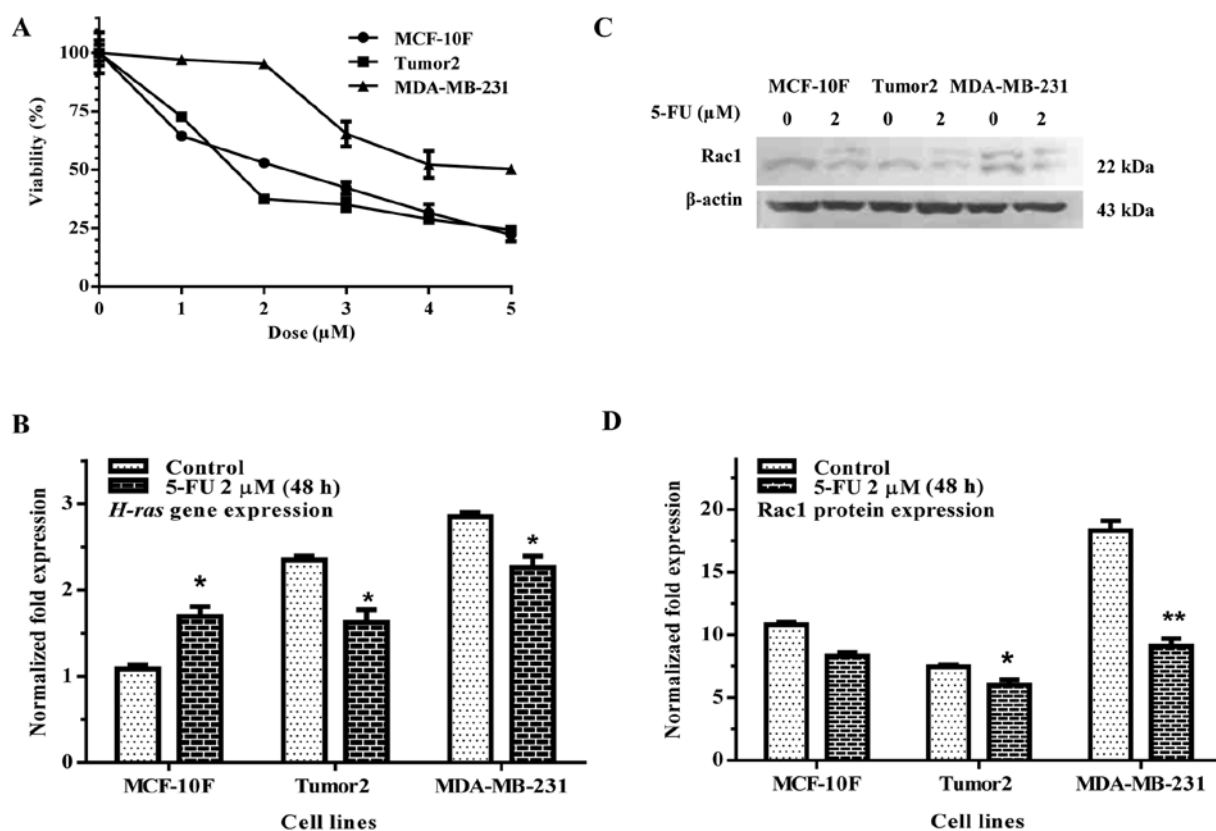 A
MCF-10F
Tumor2
MDA-MB-231
Viability (%)
100
75
50
25
0
0 1 2 3 4 5
Dose (µM)
C
MCF-10F Tumor2 MDA-MB-231
5-FU (µM) 0 2 0 2 0 2
Rac1 22 kDa
β-actin 43 kDa
B
Control
5-FU 2 µM (48 h)
H-ras gene expression
Normalized fold expression
3
2
1
0
* * *
MCF-10F Tumor2 MDA-MB-231
Cell lines
D
Control
5-FU 2 µM (48 h)
Rac1 protein expression
Normalizaed fold expression
20
15
10
5
0
* **
MCF-10F Tumor2 MDA-MB-231
Cell lines